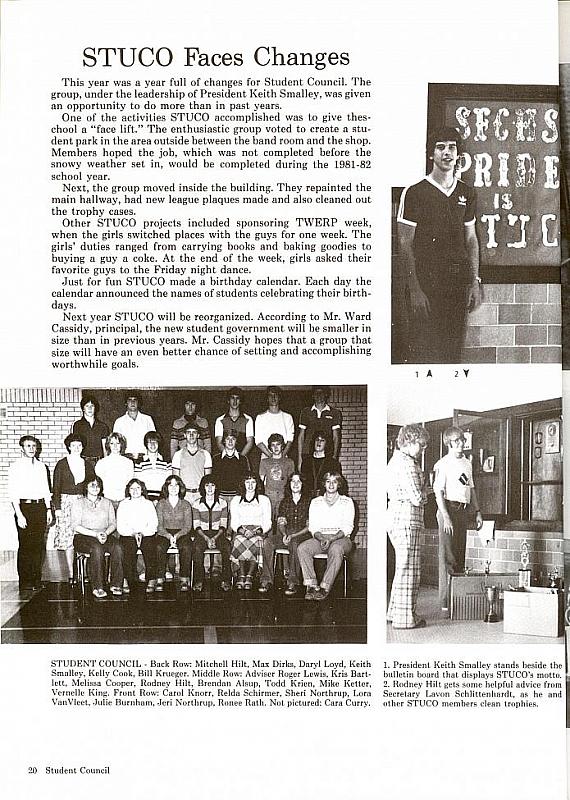 STUCO Faces Changes
This year was a year full of changes for Student Council. The
group, under the leadership of President Keith Smalley, was given
an opportunity to do more than in past years.
One of the activities STUCO accomplished was to give thes-
chool a "face lift." The enthusiastic group voted to create a stu-
dent park in the area outside between the band room and the shop.
Members hoped the job, which was not completed before the
snowy weather set in, would be completed during the 1981-82
school year.
Next, the group moved inside the building. They repainted the
main hallway, had new league plaques made and also cleaned out
the trophy cases.
Other STUCO projects included sponsoring TWERP week,
when the girls switched places with the guys for one week. The
girls' duties ranged from carrying books and baking goodies to
buying a guy a coke. At the end of the week, girls asked their
favorite guys to the Friday night dance.
Just for fun STUCO made a birthday calendar. Each day the
calendar announced the names of students celebrating their birth-
days.
Next year STUCO will be reorganized. According to Mr. Ward
Cassidy, principal, the new student government will be smaller in
size than in previous years. Mr. Cassidy hopes that a group that
size will have an even better chance of setting and accomplishing
worthwhile goals.
SFCHS
PRIDE
IS
STUC
1 ▲ 2 ▼
STUDENT COUNCIL - Back Row: Mitchell Hilt, Max Dirks, Daryl Loyd, Keith
Smalley, Kelly Cook, Bill Krueger. Middle Row: Adviser Roger Lewis, Kris Bart-
lett, Melissa Cooper, Rodney Hilt, Brendan Alsup, Todd Krien, Mike Ketter,
Vernelle King. Front Row: Carol Knorr, Relda Schirmer, Sheri Northrup, Lora
VanVleet, Julie Burnham, Jeri Northrup, Ronee Rath. Not pictured: Cara Curry.
1. President Keith Smalley stands beside the
bulletin board that displays STUCO's motto.
2. Rodney Hilt gets some helpful advice from
Secretary Lavon Schlittenhardt, as he and
other STUCO members clean trophies.
20 Student Council